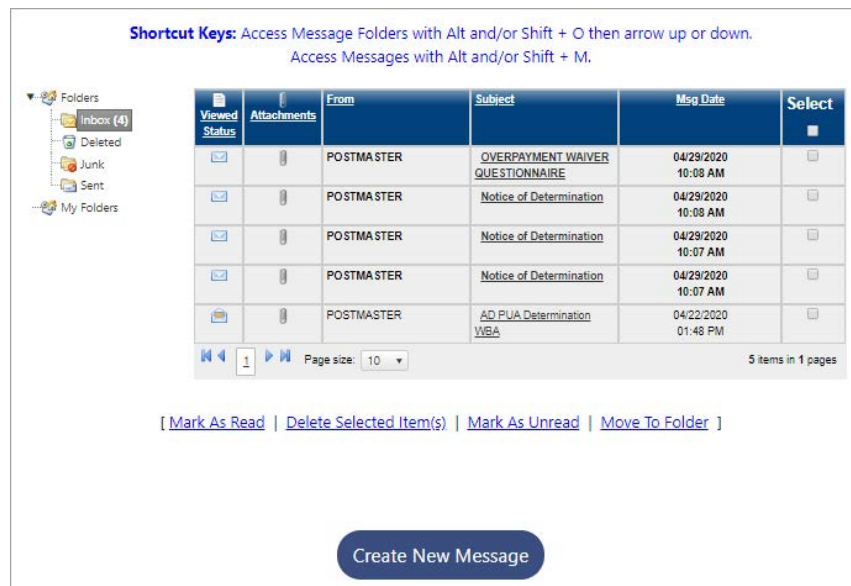 Shortcut Keys: Access Message Folders with Alt and/or Shift + O then arrow up or down.
Access Messages with Alt and/or Shift + M.
Folders
Inbox (4)
Deleted
Junk
Sent
My Folders
Viewed Status Attachments From Subject Msg Date Select
POSTMASTER OVERPAYMENT WAIVER QUESTIONNAIRE 04/29/2020 10:08 AM
POSTMASTER Notice of Determination 04/29/2020 10:08 AM
POSTMASTER Notice of Determination 04/29/2020 10:07 AM
POSTMASTER Notice of Determination 04/29/2020 10:07 AM
POSTMASTER AD PUA Determination WBA 04/22/2020 01:48 PM
1 Page size: 10 5 items in 1 pages
[ Mark As Read | Delete Selected Item(s) | Mark As Unread | Move To Folder ]
Create New Message